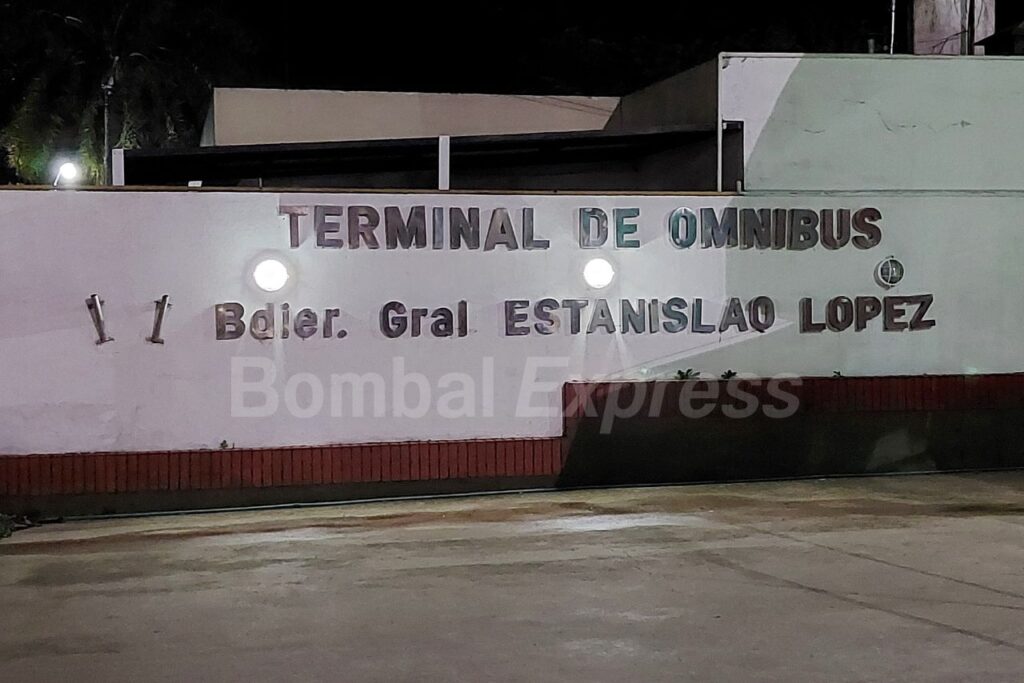 TERMINAL DE OMNIBUS
Bdier. Gral ESTANISLAO LOPEZ
Bombal Express